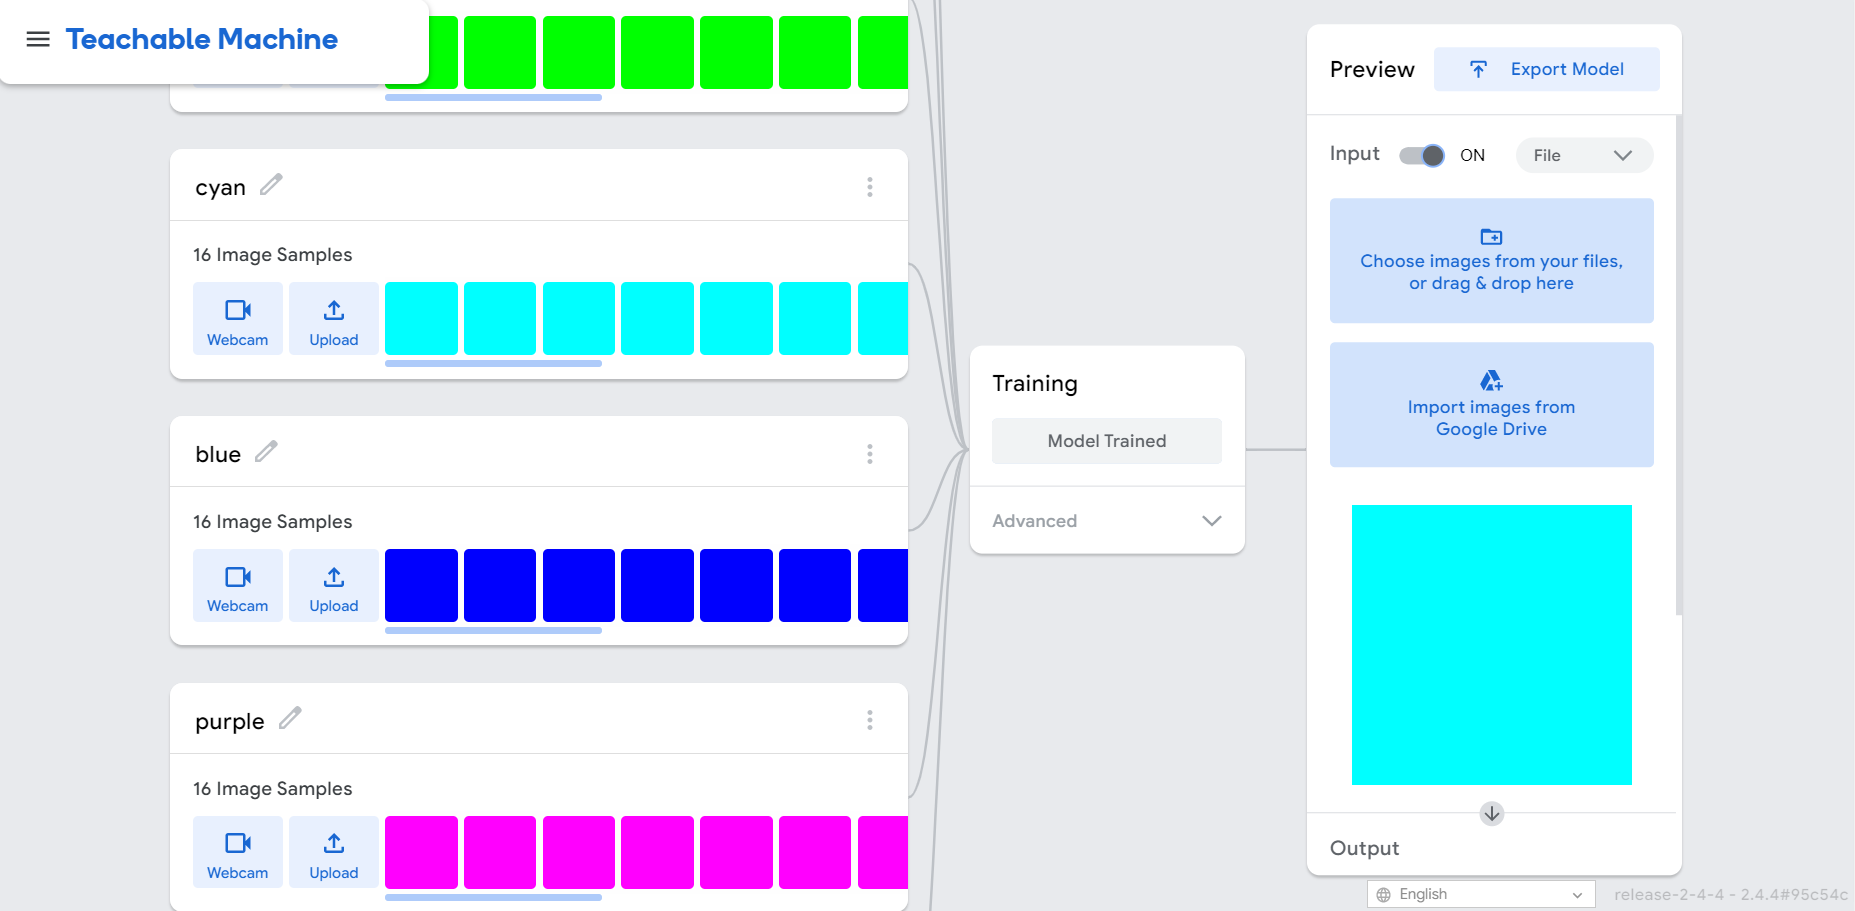 Teachable Machine
cyan
16 Image Samples
Webcam
Upload
blue
16 Image Samples
Webcam
Upload
purple
16 Image Samples
Webcam
Upload
Training
Model Trained
Advanced
Preview
Export Model
Input
ON
File
Choose images from your files,
or drag & drop here
Import images from
Google Drive
Output
English
release-2-4-4 - 2.4.4#95c54c